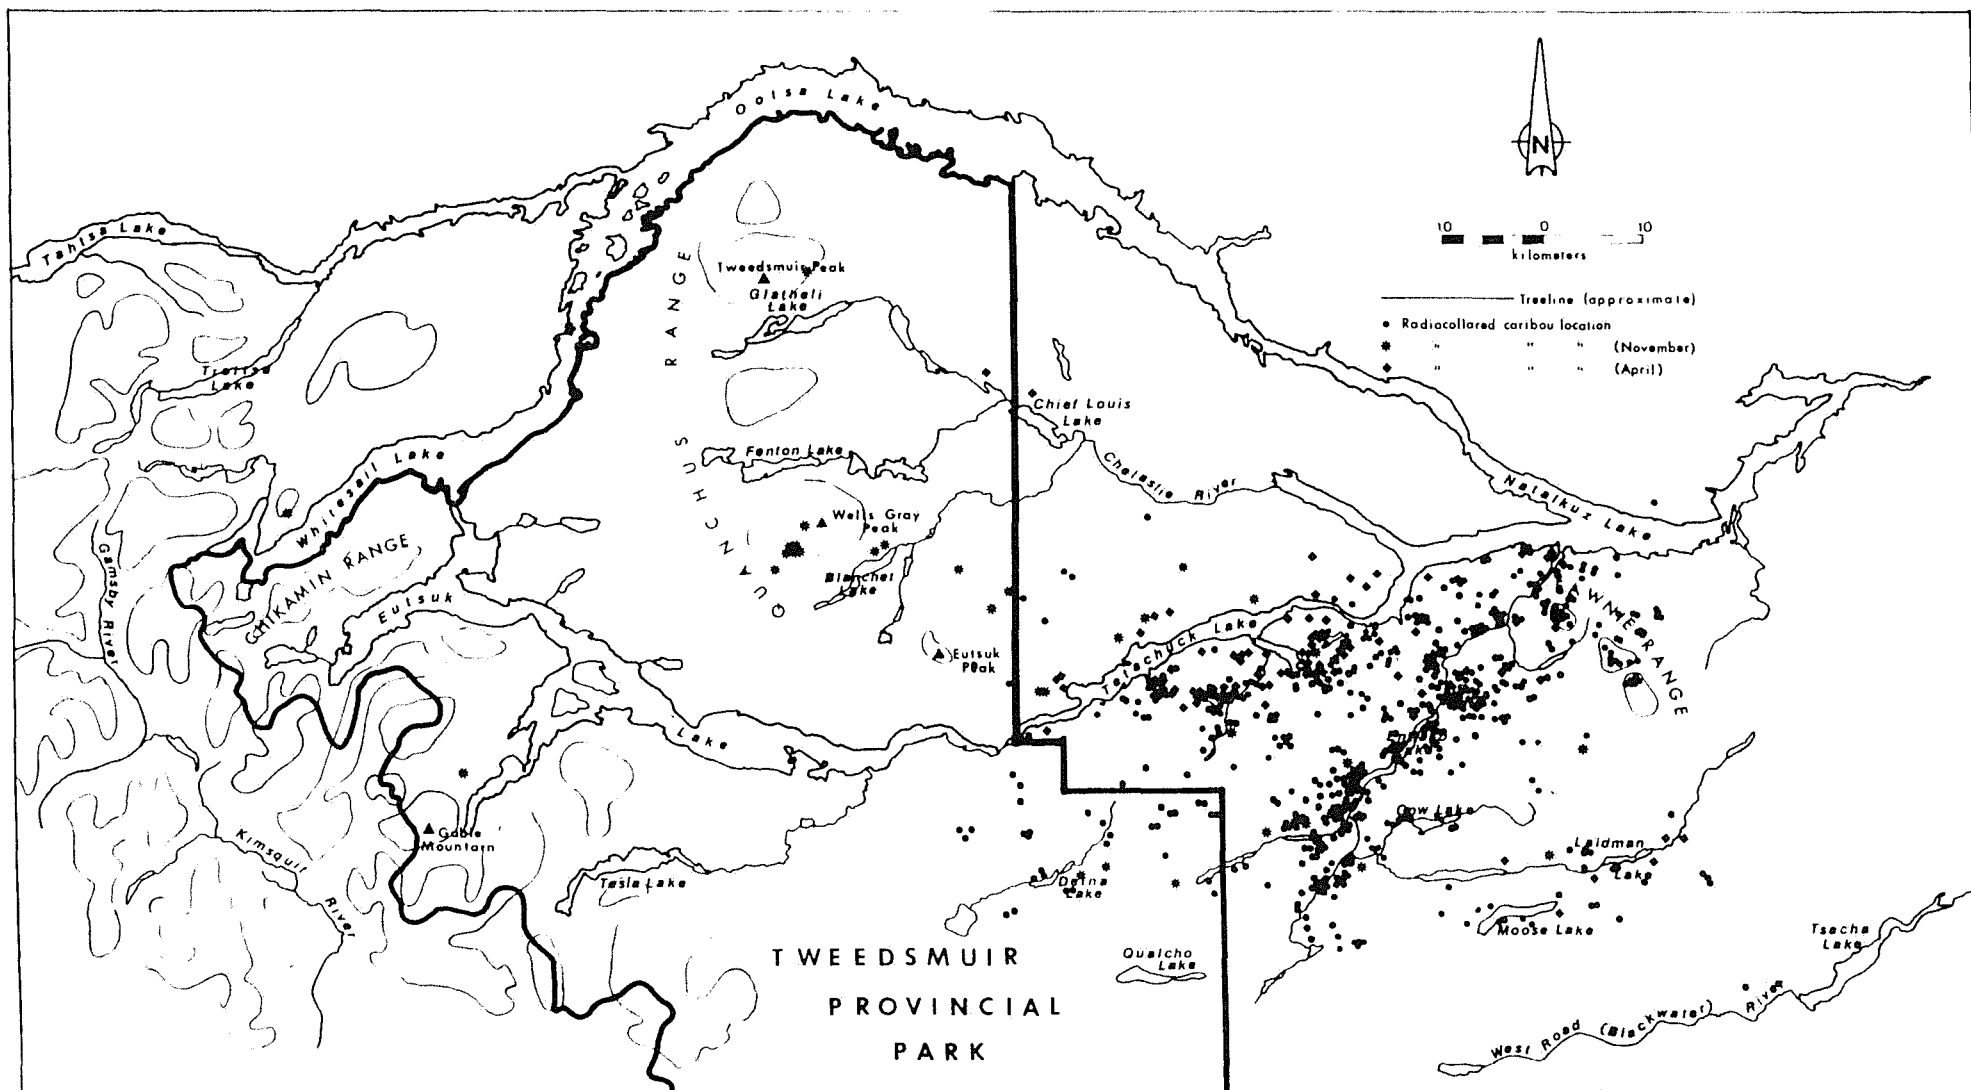 Ootsa Lake
N
Tahtsa Lake
10 0 10
kilometers
RANGE
Tweedsmuir Peak
Glatheli
Lake
Treeline (approximate)
Radiocollared caribou location
" " " (November)
" " " (April)
Troitsa
Lake
Chief Louis
Lake
Whitesail Lake
Fenton Lake
QUANCHUS
Chelaslie River
Natalkuz Lake
Wells Gray
Peak
Gamsby River
CHIKAMIN RANGE
Blanchet
Lake
Eutsuk
Tetachuck Lake
Eutsuk
Peak
RANGE
Lake
Lake
Cow Lake
Gable
Mountain
Kimsquit
River
Laidman
Lake
Tesla Lake
Lake
Moose Lake
Tsacha
Lake
TWEEDSMUIR
Qualcho
Lake
PROVINCIAL
PARK
West Road (Blackwater) River